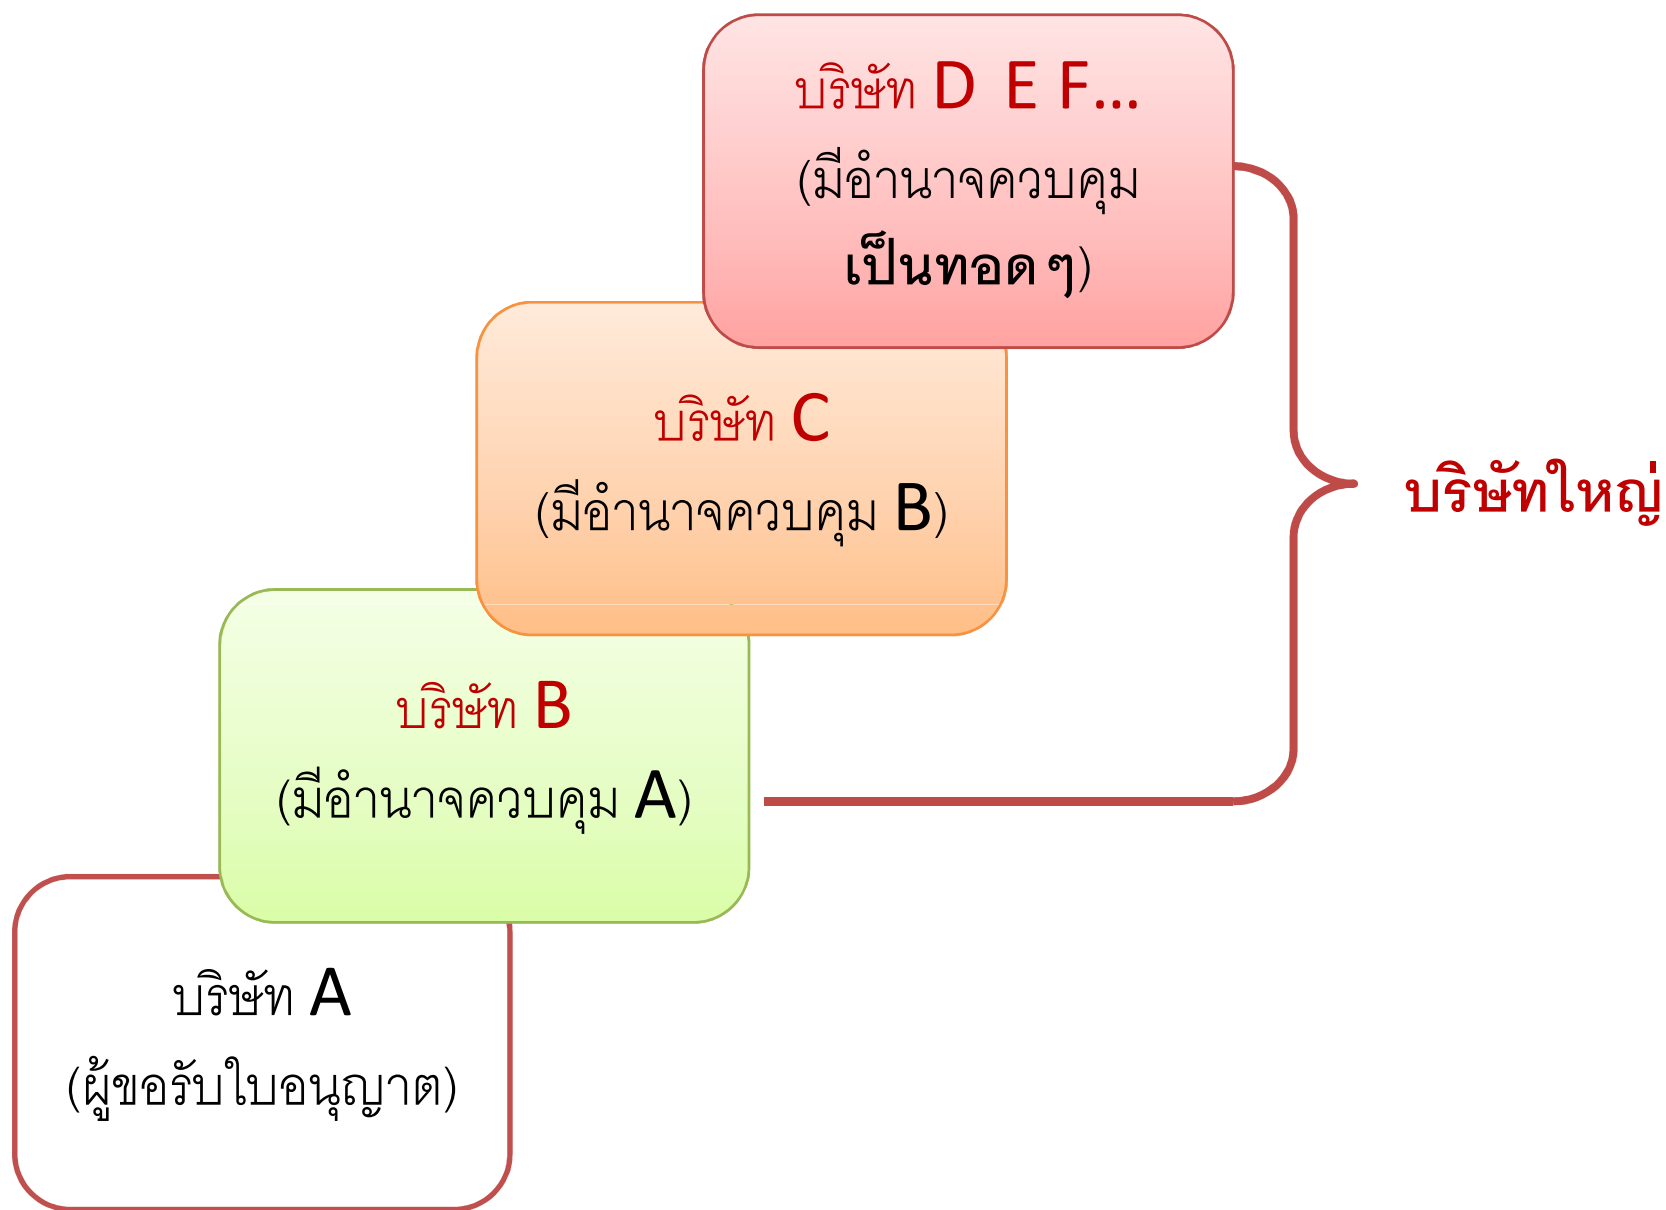 บริษัท D E F...
(มีอำนาจควบคุม
เป็นทอด ๆ)
บริษัท C
(มีอำนาจควบคุม B)
บริษัทใหญ่
บริษัท B
(มีอำนาจควบคุม A)
บริษัท A
(ผู้ขอรับใบอนุญาต)